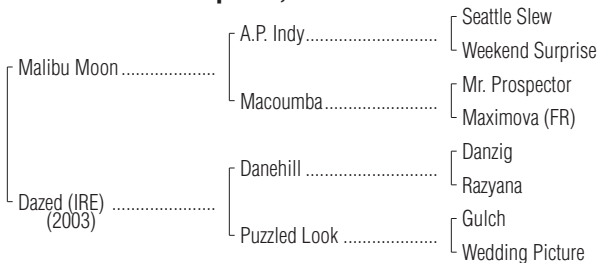 Seattle Slew
A.P. Indy
Weekend Surprise
Malibu Moon
Mr. Prospector
Macoumba
Maximova (FR)
Danzig
Danehill
Razyana
Dazed (IRE)
(2003)
Gulch
Puzzled Look
Wedding Picture